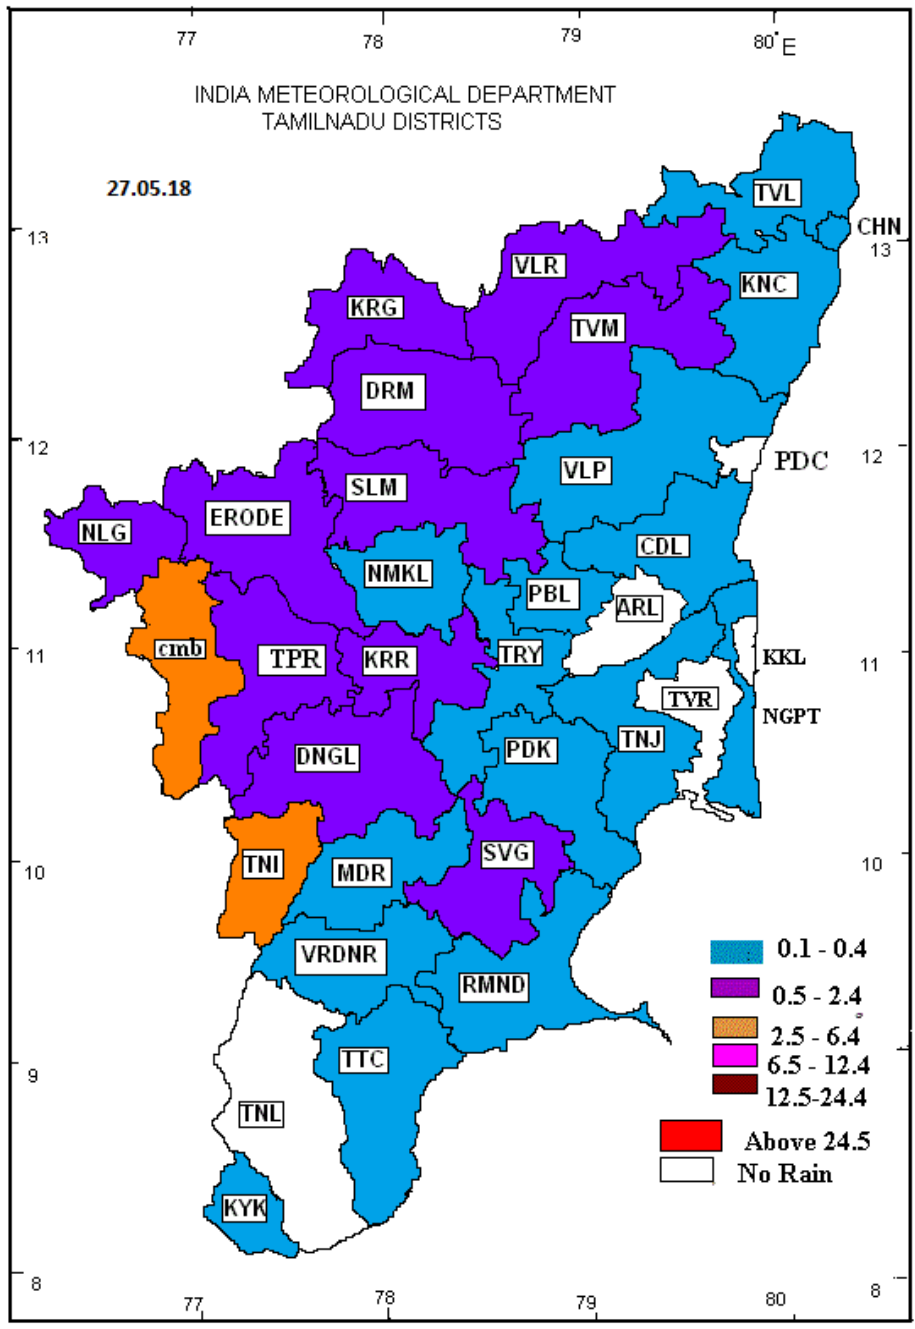 77 78 79 80° E
INDIA METEOROLOGICAL DEPARTMENT
TAMILNADU DISTRICTS
27.05.18
TVL
CHN
13 13
VLR
KNC
KRG
TVM
DRM
12 12
PDC
VLP
SLM
ERODE
NLG
CDL
NMKL
PBL
ARL
cmb
TPR
KRR
TRY
11 11
KKL
TVR
NGPT
TNJ
PDK
DNGL
SVG
TNI
MDR
10 10
VRDNR
0.1 - 0.4
RMND
0.5 - 2.4
2.5 - 6.4
TTC
6.5 - 12.4
9 9
12.5-24.4
TNL
Above 24.5
No Rain
KYK
8 8
77 78 79 80